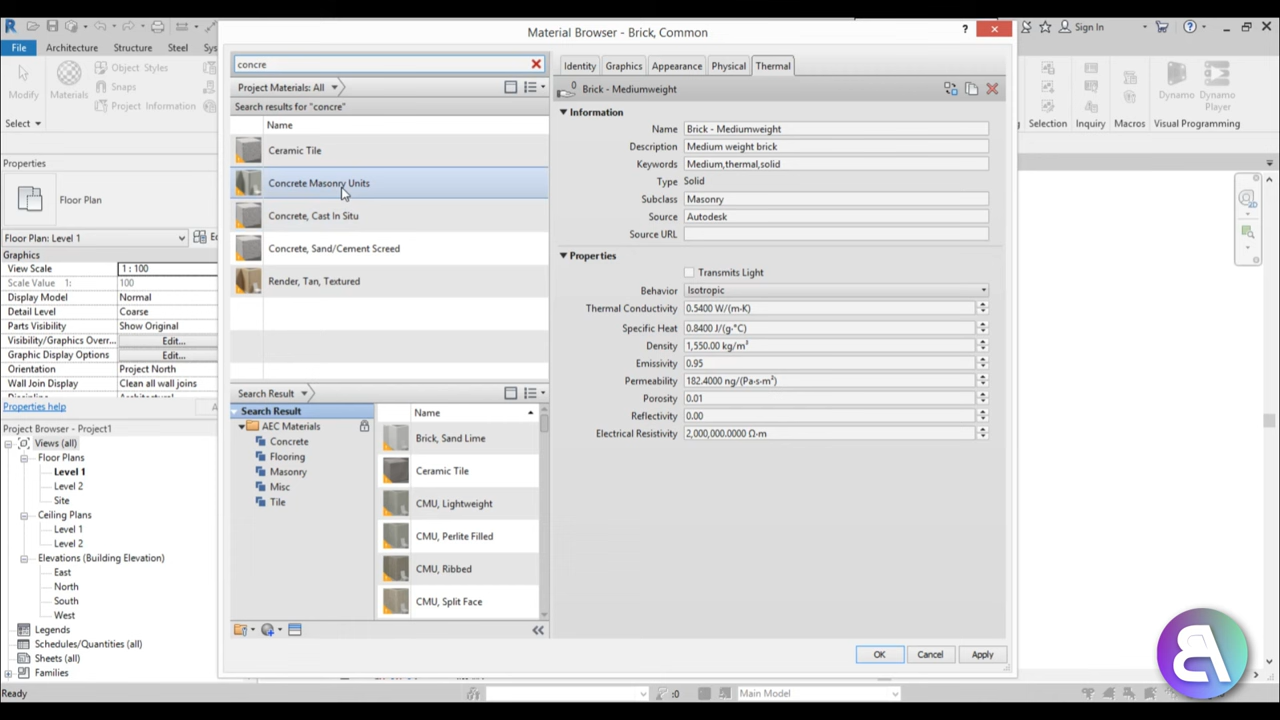 Material Browser - Brick, Common
?
Sign In
File
Architecture
Structure
Steel
Sys
Modify
Materials
Object Styles
Snaps
Project Information
Select
Selection
Inquiry
Macros
Dynamo
Dynamo Player
Visual Programming
Properties
Floor Plan
Floor Plan: Level 1
Graphics
View Scale 1 : 100
Scale Value 1: 100
Display Model Normal
Detail Level Coarse
Parts Visibility Show Original
Visibility/Graphics Over... Edit...
Graphic Display Options Edit...
Orientation Project North
Wall Join Display Clean all wall joins
Properties help
Project Browser - Project1
Views (all)
Floor Plans
Level 1
Level 2
Site
Ceiling Plans
Level 1
Level 2
Elevations (Building Elevation)
East
North
South
West
Legends
Schedules/Quantities (all)
Sheets (all)
Families
Ready
concre
Project Materials: All
Search results for "concre"
Name
Ceramic Tile
Concrete Masonry Units
Concrete, Cast In Situ
Concrete, Sand/Cement Screed
Render, Tan, Textured
Search Result
Search Result
AEC Materials
Concrete
Flooring
Masonry
Misc
Tile
Name
Brick, Sand Lime
Ceramic Tile
CMU, Lightweight
CMU, Perlite Filled
CMU, Ribbed
CMU, Split Face
Identity
Graphics
Appearance
Physical
Thermal
0
Brick - Mediumweight
Information
Name Brick - Mediumweight
Description Medium weight brick
Keywords Medium,thermal,solid
Type Solid
Subclass Masonry
Source Autodesk
Source URL
Properties
Transmits Light
Behavior Isotropic
Thermal Conductivity 0.5400 W/(m·K)
Specific Heat 0.8400 J/(g·°C)
Density 1,550.00 kg/m³
Emissivity 0.95
Permeability 182.4000 ng/(Pa·s·m²)
Porosity 0.01
Reflectivity 0.00
Electrical Resistivity 2,000,000.0000 Ω·m
OK
Cancel
Apply
:0
Main Model